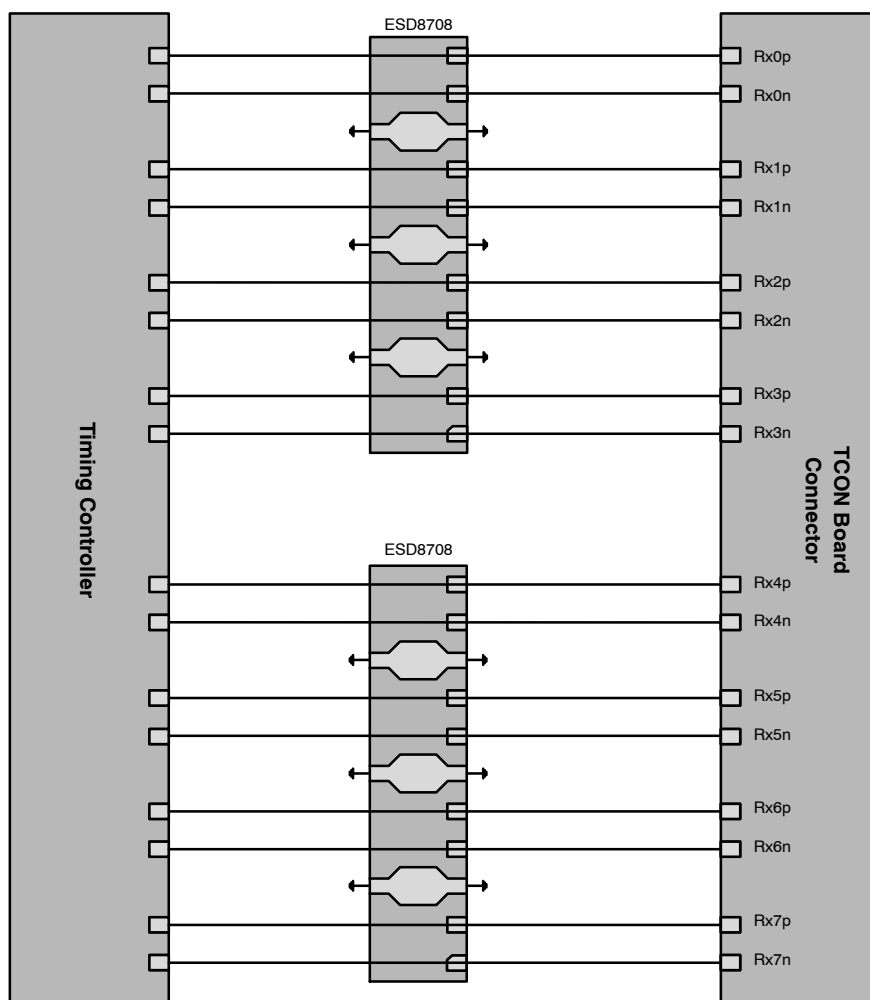 ESD8708
Rx0p
Rx0n
Rx1p
Rx1n
Rx2p
Rx2n
Rx3p
Rx3n
Timing Controller
TCON Board
Connector
ESD8708
Rx4p
Rx4n
Rx5p
Rx5n
Rx6p
Rx6n
Rx7p
Rx7n